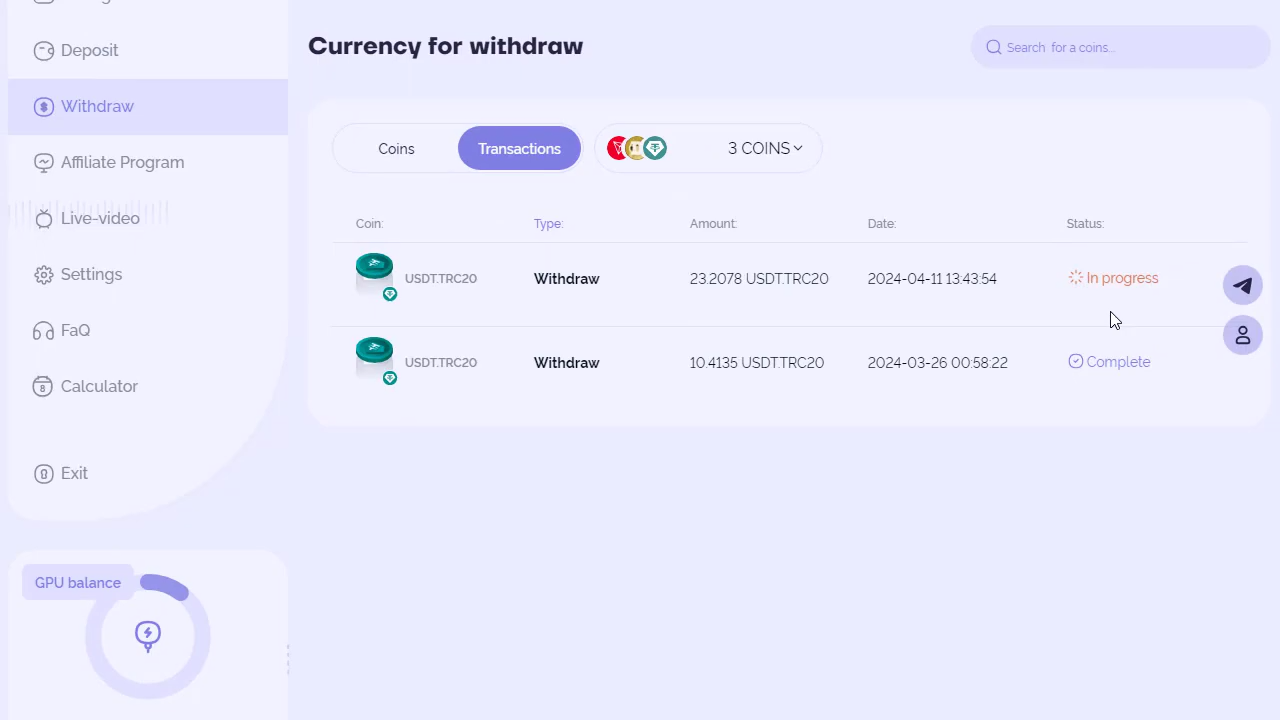 Deposit
Withdraw
Affiliate Program
Live-video
Settings
FaQ
Calculator
Exit
GPU balance
Currency for withdraw
Search for a coins...
Coins Transactions 3 COINS
Coin: Type: Amount: Date: Status:
USDT.TRC20 Withdraw 23.2078 USDT.TRC20 2024-04-11 13:43:54 In progress
USDT.TRC20 Withdraw 10.4135 USDT.TRC20 2024-03-26 00:58:22 Complete